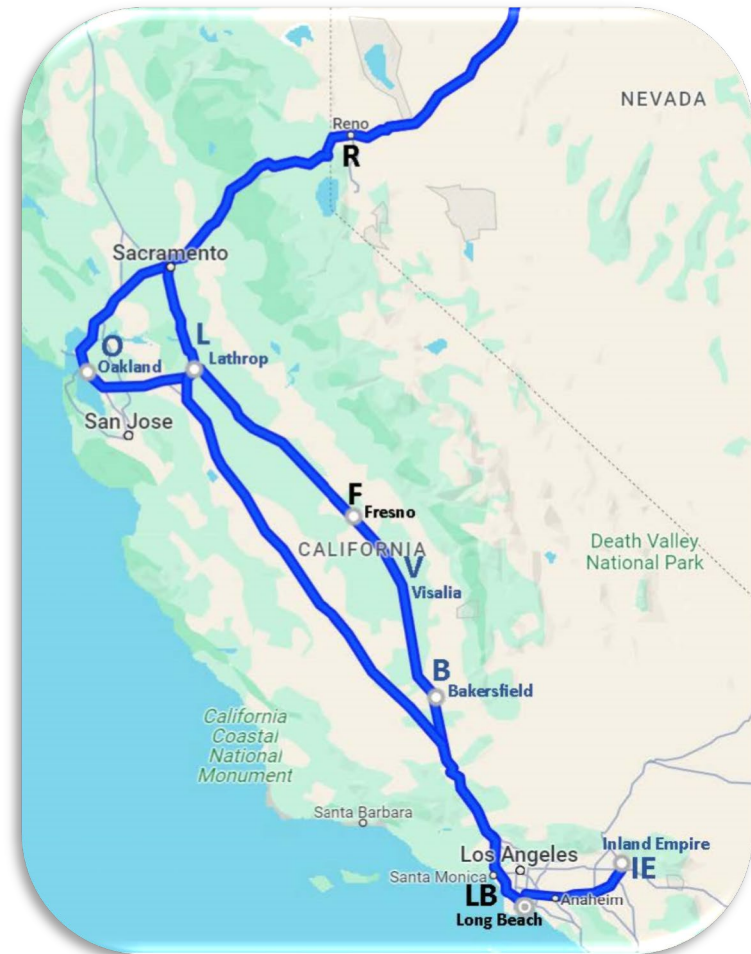 NEVADA
Reno
R
Sacramento
O
Oakland
L
Lathrop
San Jose
F
Fresno
CALIFORNIA
V
Visalia
Death Valley
National Park
B
Bakersfield
California
Coastal
National
Monument
Santa Barbara
Inland Empire
IE
Los Angeles
Santa Monica
LB
Anaheim
Long Beach